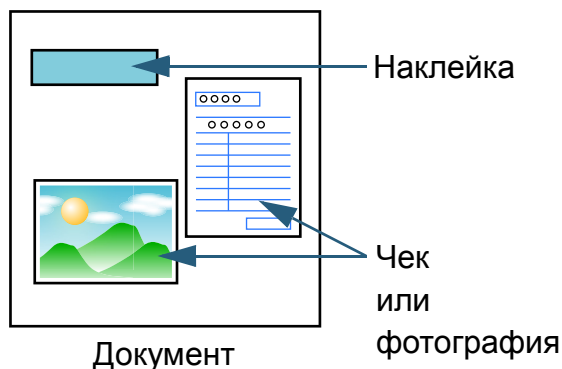 Наклейка
Чек
или
фотография
Документ